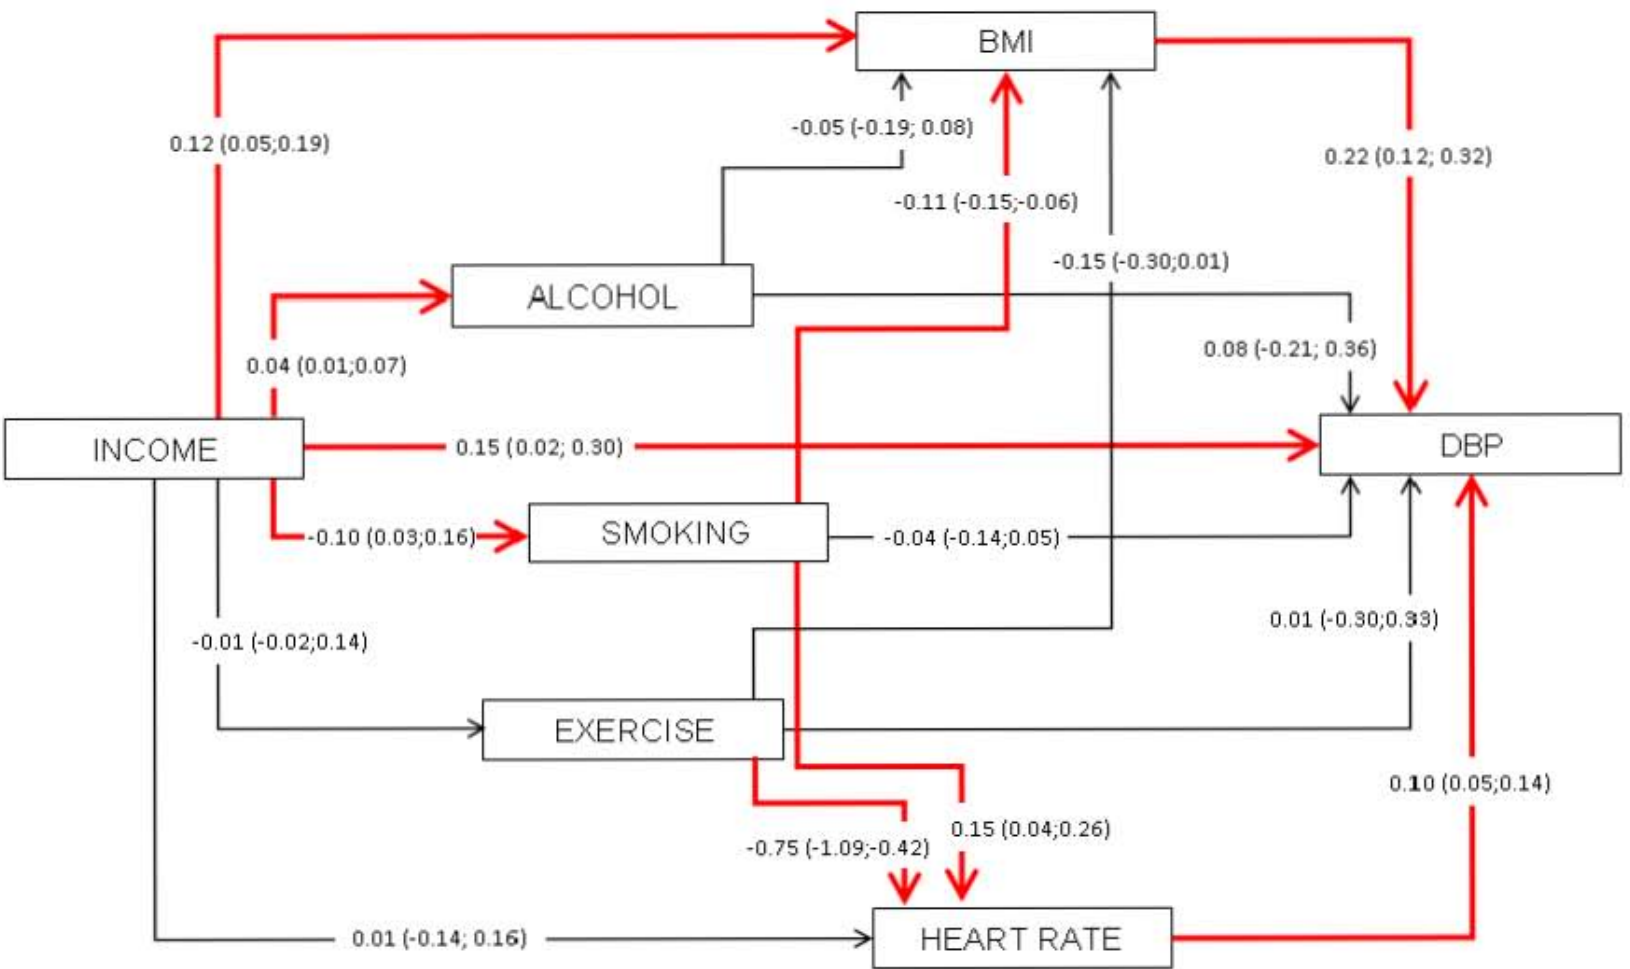 BMI
-0.05 (-0.19; 0.08)
0.12 (0.05;0.19)
0.22 (0.12; 0.32)
-0.11 (-0.15;-0.06)
-0.15 (-0.30;0.01)
ALCOHOL
0.08 (-0.21; 0.36)
0.04 (0.01;0.07)
INCOME
0.15 (0.02; 0.30)
DBP
SMOKING
-0.10 (0.03;0.16)
-0.04 (-0.14;0.05)
0.01 (-0.30;0.33)
-0.01 (-0.02;0.14)
EXERCISE
0.10 (0.05;0.14)
0.15 (0.04;0.26)
-0.75 (-1.09;-0.42)
0.01 (-0.14; 0.16)
HEART RATE